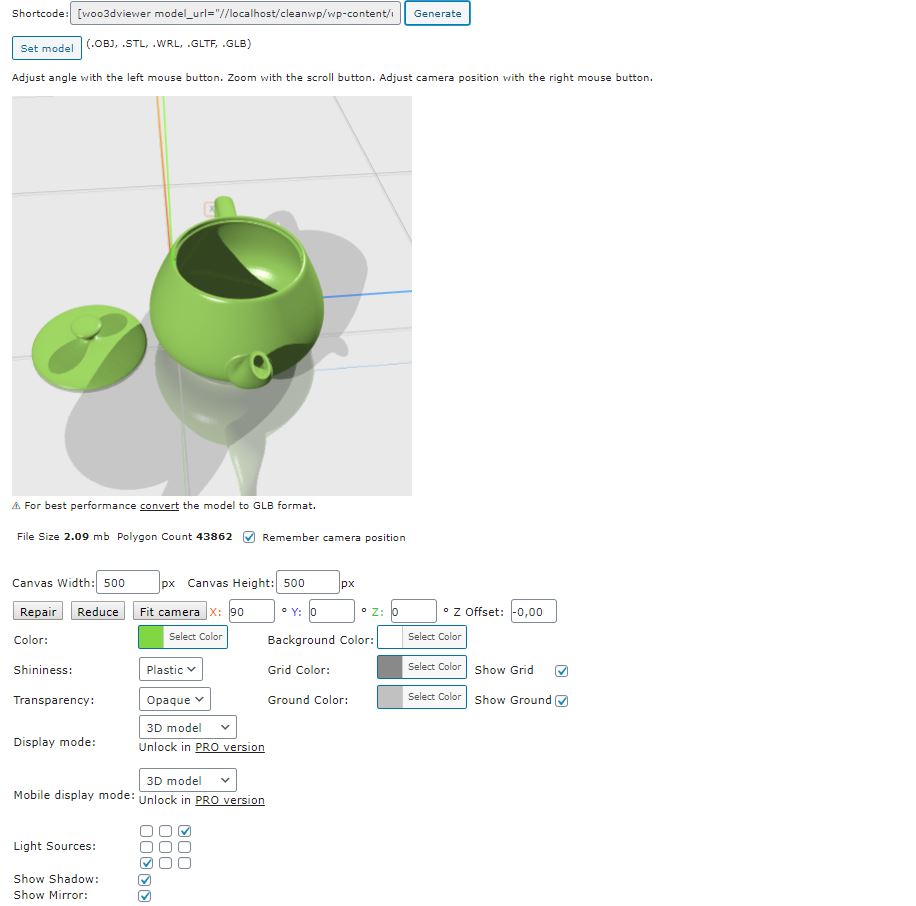 Shortcode: [woo3dviewer model_url="//localhost/cleanwp/wp-content/ Generate
Set model (.OBJ, .STL, .WRL, .GLTF, .GLB)
Adjust angle with the left mouse button. Zoom with the scroll button. Adjust camera position with the right mouse button.
X
⚠ For best performance convert the model to GLB format.
File Size 2.09 mb Polygon Count 43862 Remember camera position
Canvas Width: 500 px Canvas Height: 500 px
Repair Reduce Fit camera X: 90 ° Y: 0 ° Z: 0 ° Z Offset: -0,00
Color: Select Color Background Color: Select Color
Shininess: Plastic Grid Color: Select Color Show Grid
Transparency: Opaque Ground Color: Select Color Show Ground
Display mode: 3D model
Unlock in PRO version
Mobile display mode: 3D model
Unlock in PRO version
Light Sources:
Show Shadow:
Show Mirror: